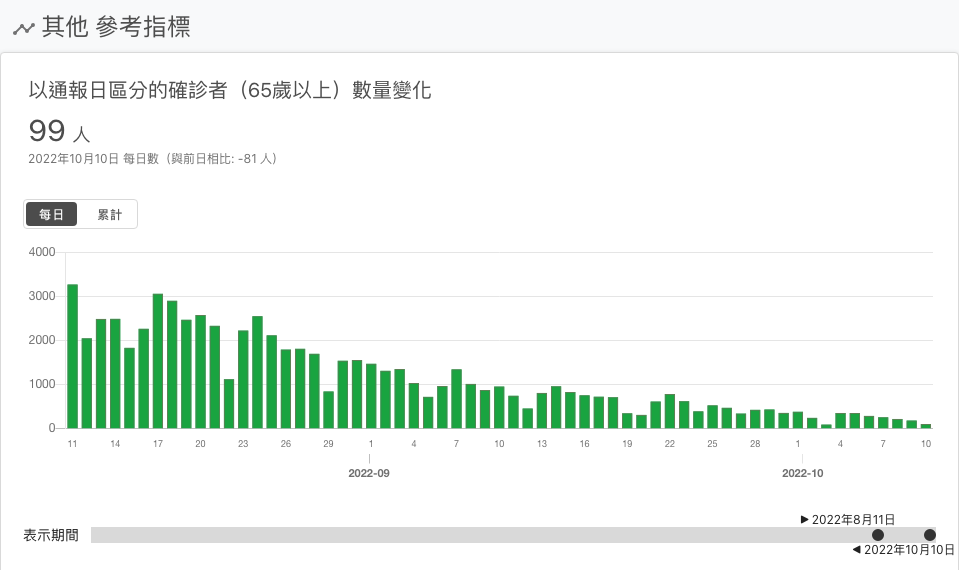 其他 參考指標
以通報日區分的確診者（65歲以上）數量變化
99 人
2022年10月10日 每日數（與前日相比: -81 人）
每日 累計
4000
3000
2000
1000
0
11 14 17 20 23 26 29 1 4 7 10 13 16 19 22 25 28 1 4 7 10
2022-09 2022-10
▶ 2022年8月11日
表示期間
◀ 2022年10月10日